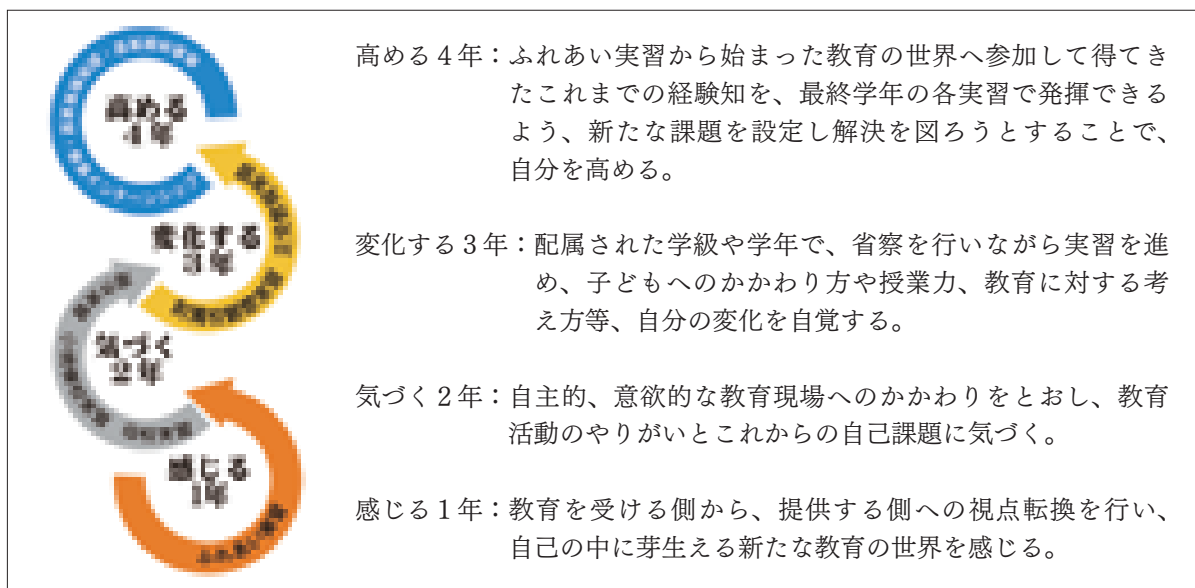 高める
4年
変化する
3年
気づく
2年
感じる
1年
ふれあい実習
高める4年：ふれあい実習から始まった教育の世界へ参加して得てき
たこれまでの経験知を、最終学年の各実習で発揮できる
よう、新たな課題を設定し解決を図ろうとすることで、
自分を高める。
変化する3年：配属された学級や学年で、省察を行いながら実習を進
め、子どもへのかかわり方や授業力、教育に対する考
え方等、自分の変化を自覚する。
気づく2年：自主的、意欲的な教育現場へのかかわりをとおし、教育
活動のやりがいとこれからの自己課題に気づく。
感じる1年：教育を受ける側から、提供する側への視点転換を行い、
自己の中に芽生える新たな教育の世界を感じる。